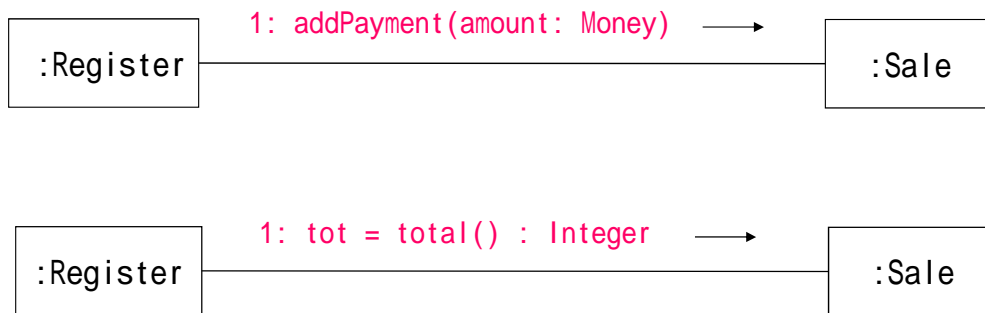 1: addPayment(amount: Money)
:Register
:Sale
1: tot = total() : Integer
:Register
:Sale